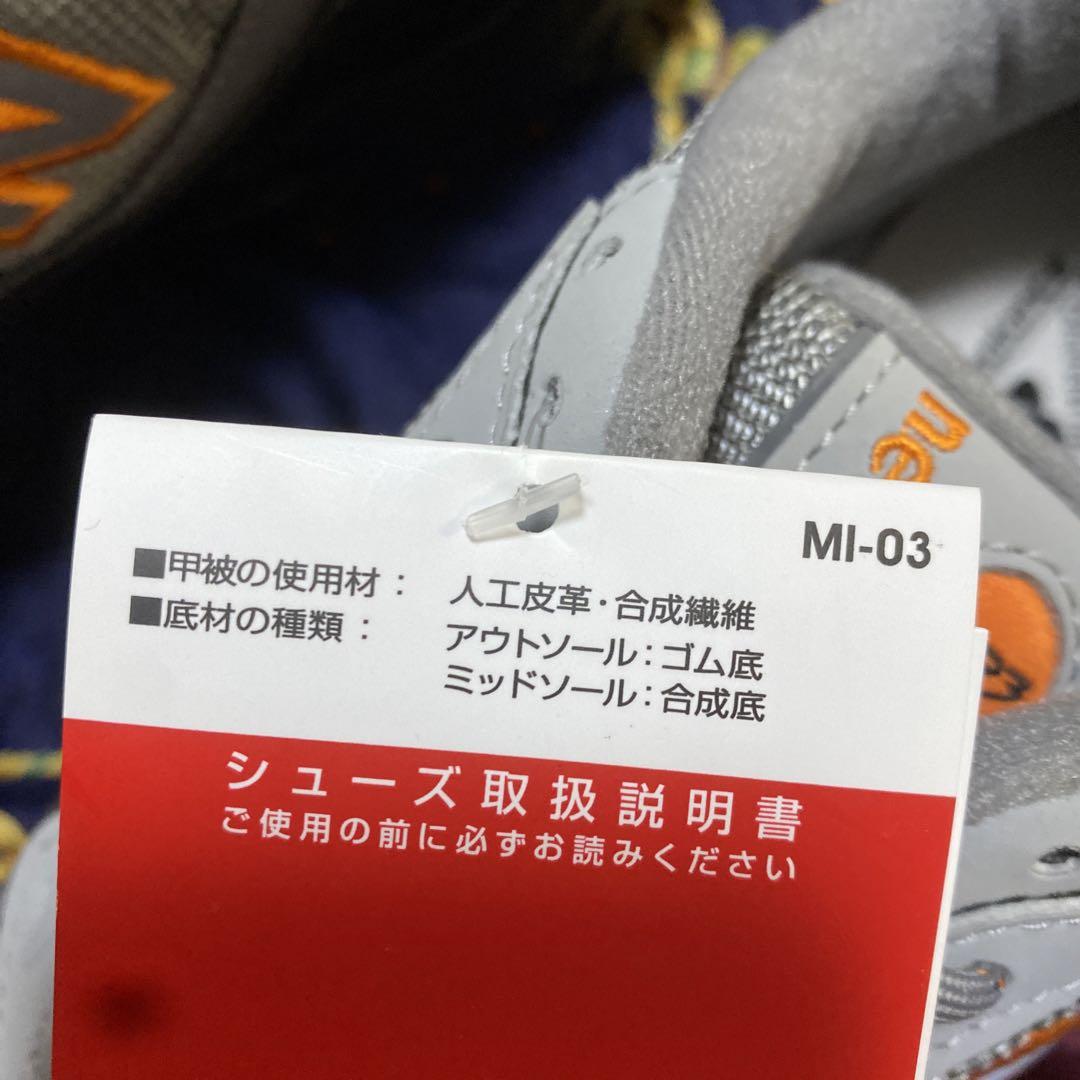 MI-03
■甲被の使用材： 人工皮革・合成繊維
■底材の種類： アウトソール：ゴム底
ミッドソール：合成底
シューズ取扱説明書
ご使用の前に必ずお読みください
ne